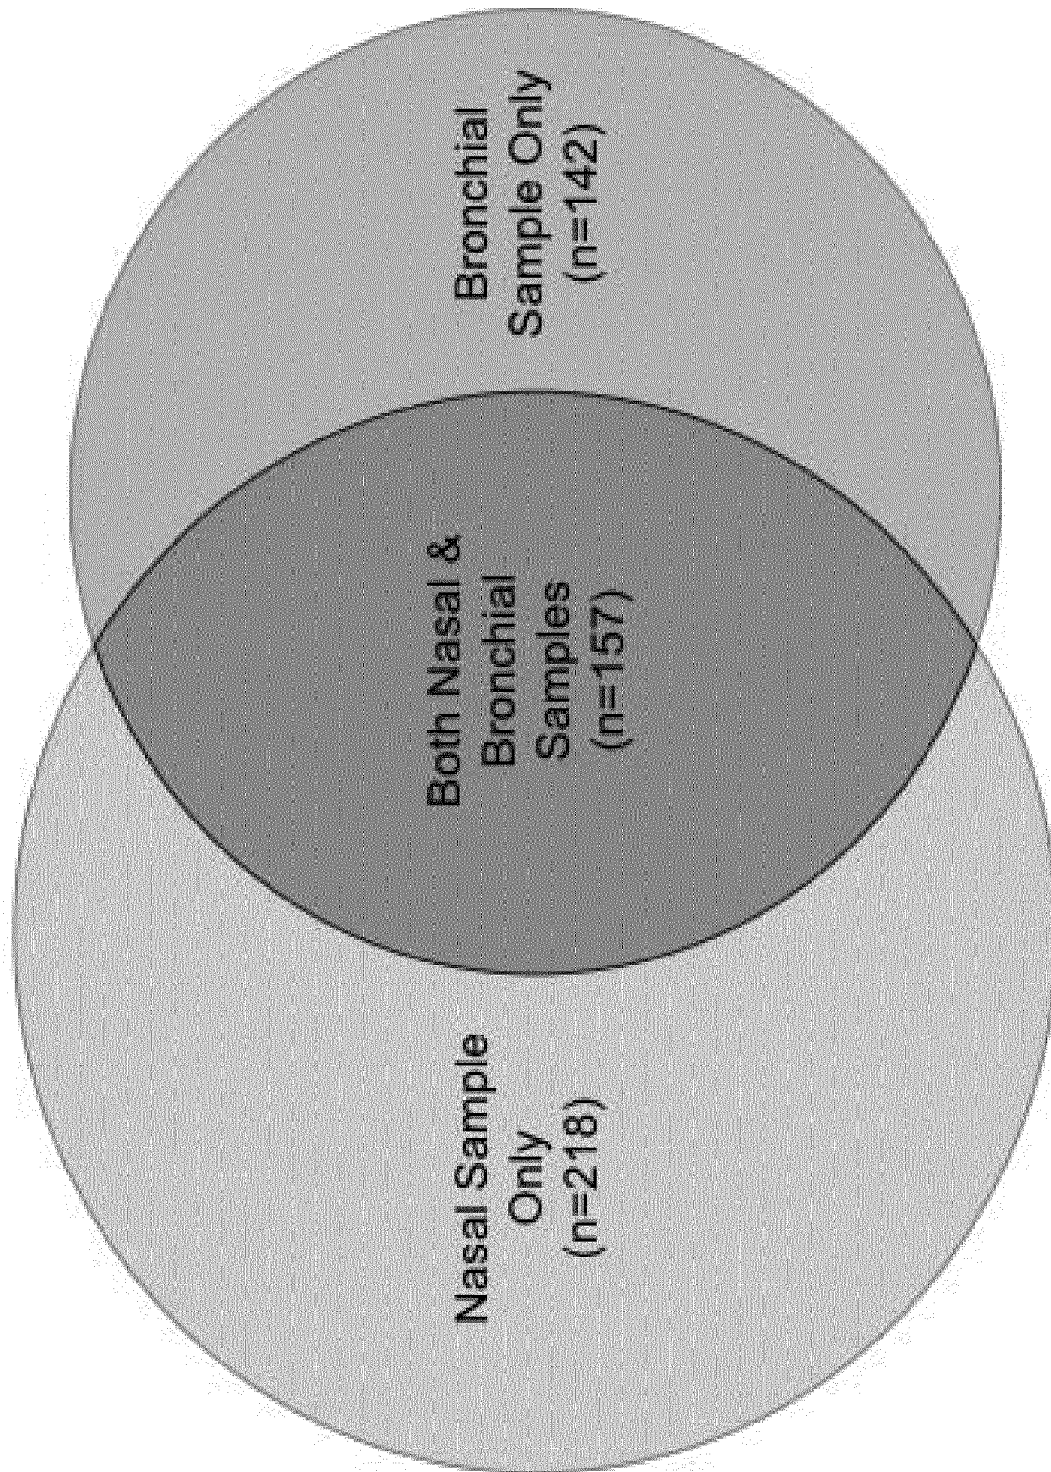 Nasal Sample
Only
(n=218)
Both Nasal &
Bronchial
Samples
(n=157)
Bronchial
Sample Only
(n=142)